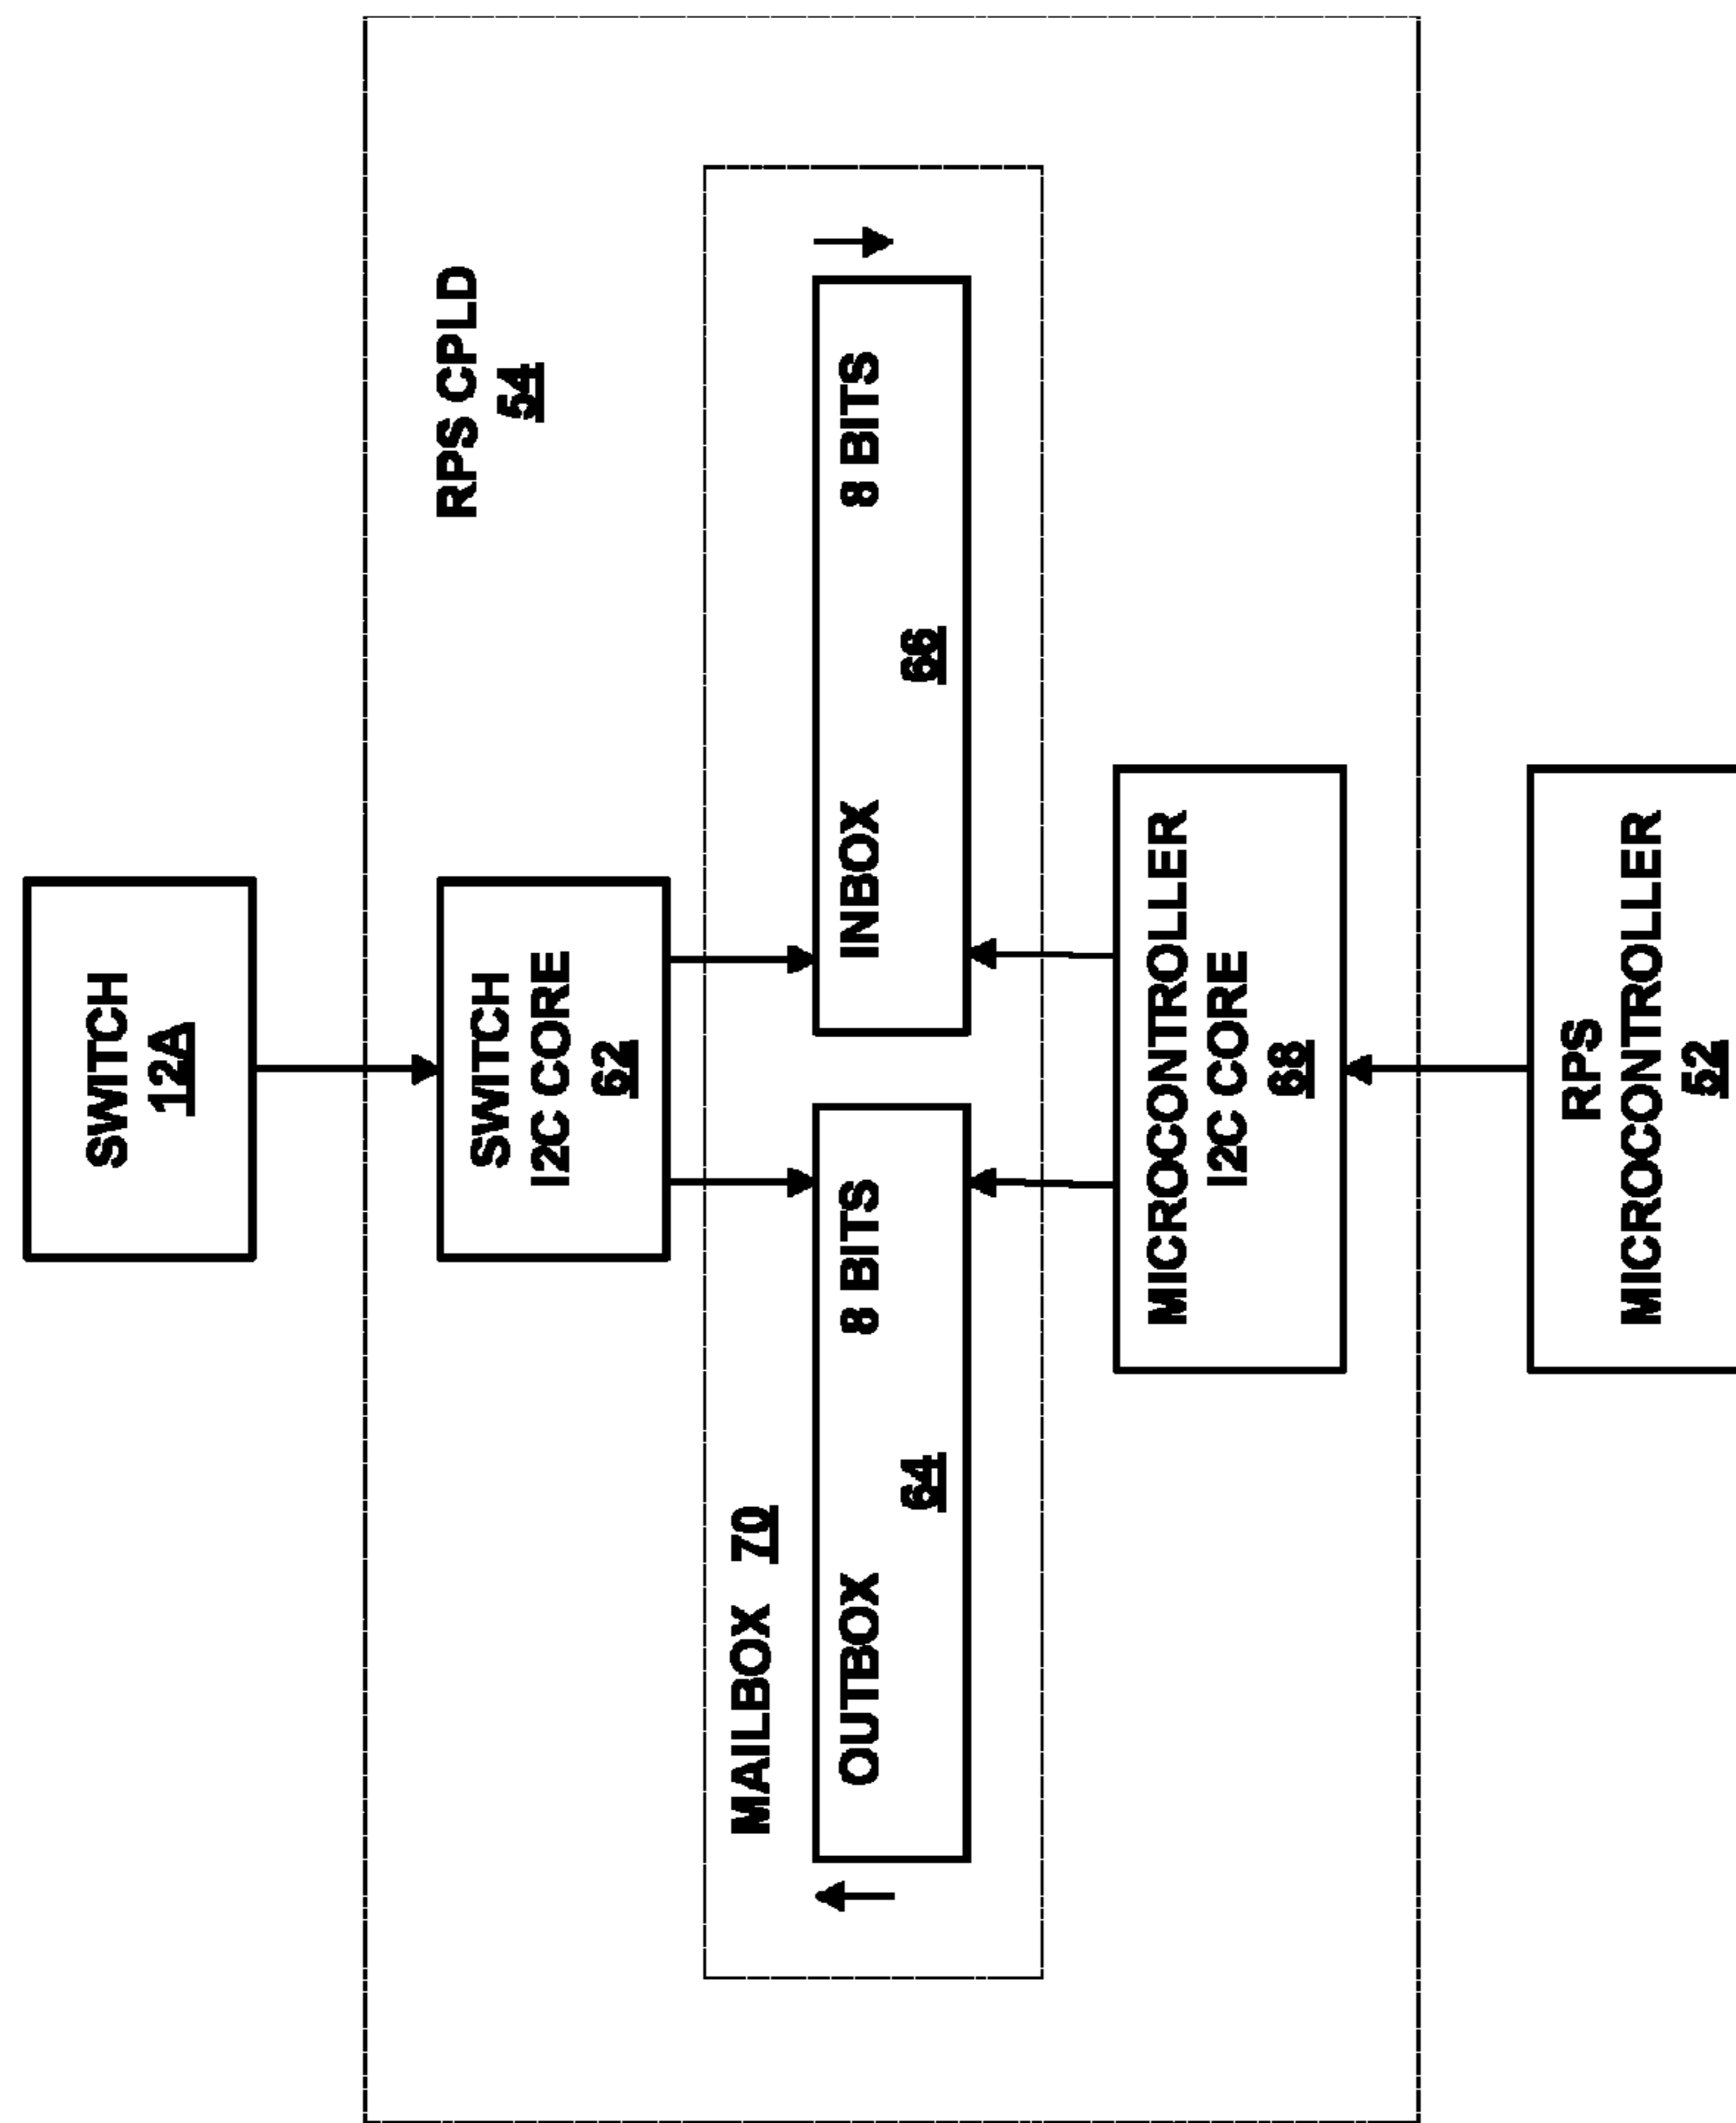 SWITCH
12A
RPS CPLD
54
SWITCH
I2C CORE
62
MAILBOX 70
OUTBOX 8 BITS
64
INBOX 8 BITS
66
MICROCONTROLLER
I2C CORE
68
RPS
MICROCONTROLLER
52